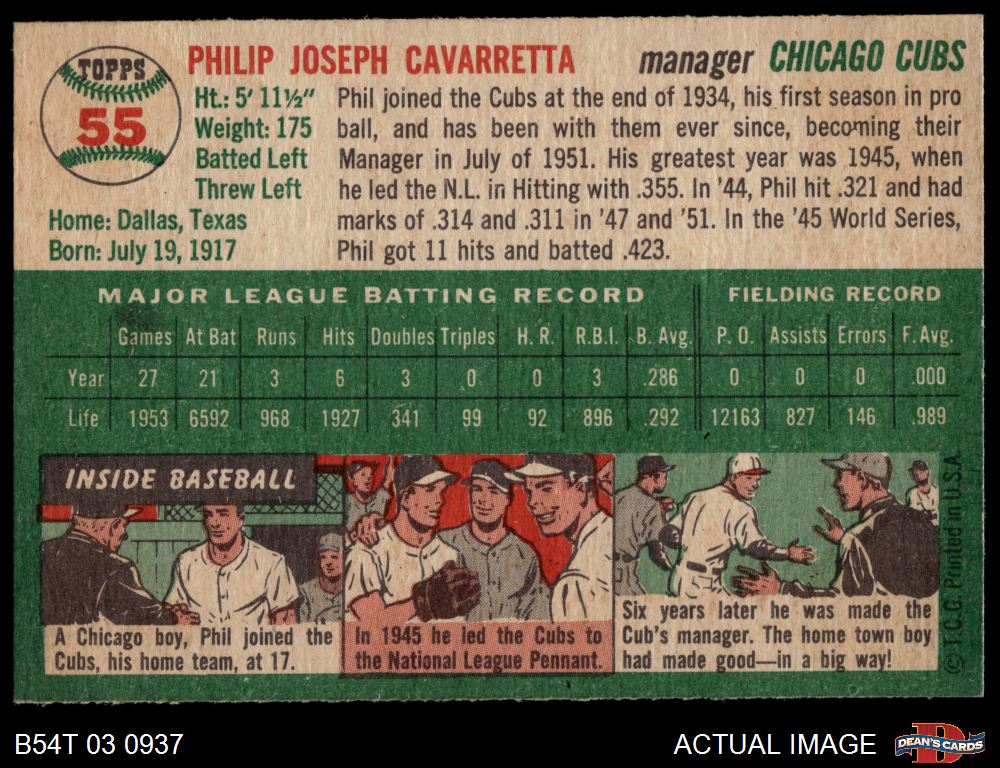 TOPPS
55
PHILIP JOSEPH CAVARRETTA
manager CHICAGO CUBS
Ht.: 5' 11½"
Weight: 175
Batted Left
Threw Left
Home: Dallas, Texas
Born: July 19, 1917
Phil joined the Cubs at the end of 1934, his first season in pro
ball, and has been with them ever since, becoming their
Manager in July of 1951. His greatest year was 1945, when
he led the N.L. in Hitting with .355. In '44, Phil hit .321 and had
marks of .314 and .311 in '47 and '51. In the '45 World Series,
Phil got 11 hits and batted .423.
MAJOR LEAGUE BATTING RECORD FIELDING RECORD
Games At Bat Runs Hits Doubles Triples H. R. R.B.I. B. Avg. P. O. Assists Errors F. Avg.
Year 27 21 3 6 3 0 0 3 .286 0 0 0 .000
Life 1953 6592 968 1927 341 99 92 896 .292 12163 827 146 .989
INSIDE BASEBALL
A Chicago boy, Phil joined the
Cubs, his home team, at 17.
In 1945 he led the Cubs to
the National League Pennant.
Six years later he was made the
Cub's manager. The home town boy
had made good—in a big way!
© T.C.G. Printed in U.S.A.
B54T 03 0937
ACTUAL IMAGE
D
DEAN'S CARDS